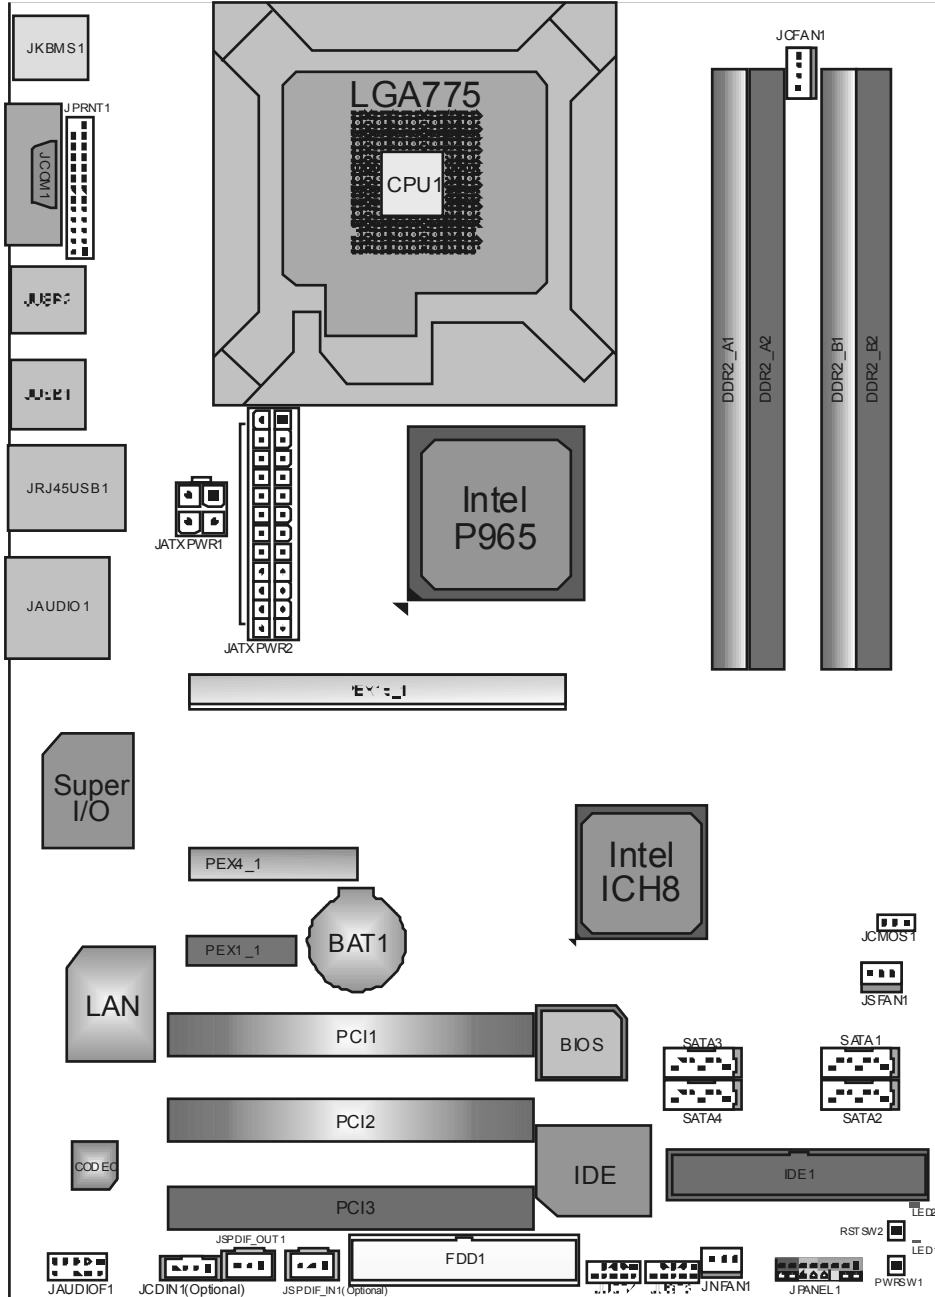 JKBMS1
JCFAN1
JPRNT1
LGA775
JCOM1
CPU1
DDR2_A1
DDR2_A2
DDR2_B1
DDR2_B2
JRJ45USB1
Intel
P965
JATXPWR1
JAUDIO1
JATXPWR2
Super
I/O
Intel
ICH8
PEX4_1
BAT1
PEX1_1
JCMOS1
LAN
JSFAN1
PCI1
BIOS
SATA3
SATA1
SATA4
SATA2
PCI2
CODEC
IDE
IDE1
PCI3
LED2
RSTSW2
JSPDIF_OUT1
FDD1
LED1
JAUDIOF1
JCDIN1(Optional)
JSPDIF_IN1(Optional)
JNFAN1
JPANEL1
PWRSW1